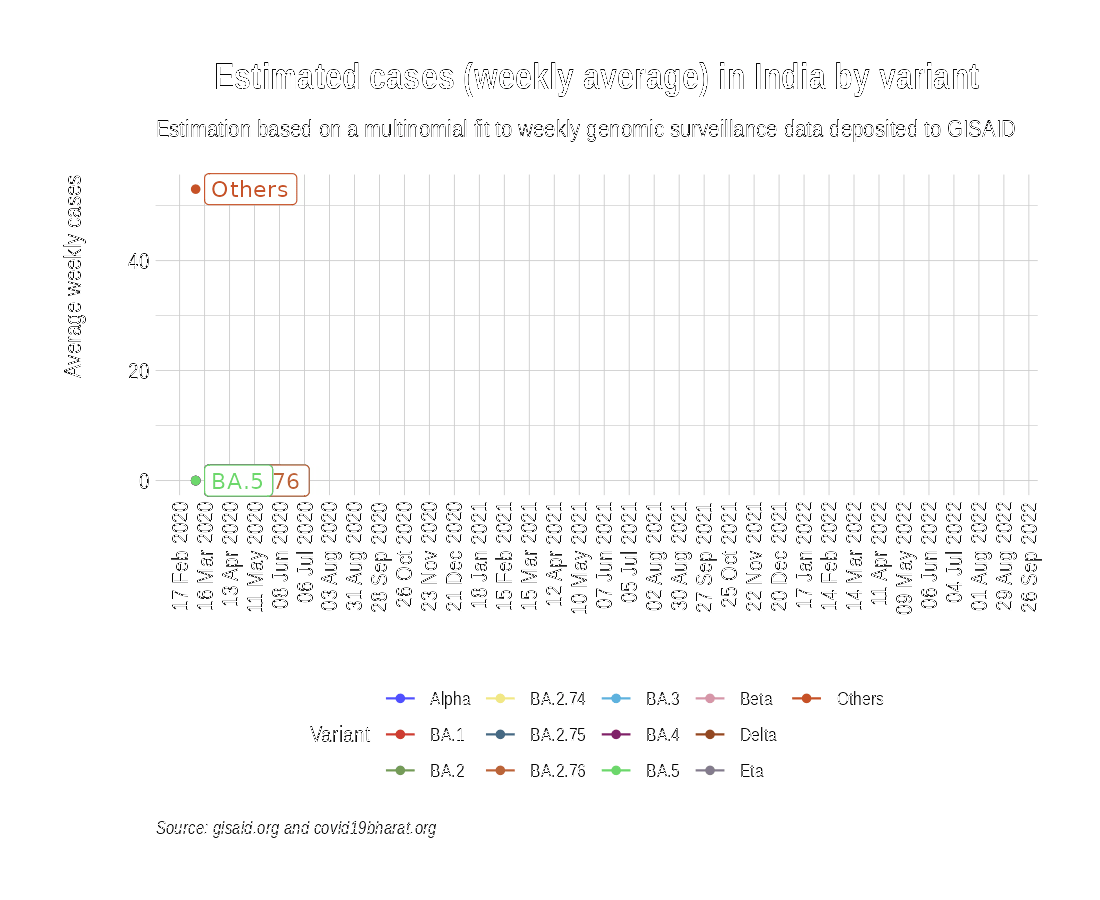 Estimated cases (weekly average) in India by variant
Estimation based on a multinomial fit to weekly genomic surveillance data deposited to GISAID
Average weekly cases
Others
40
20
0
BA.5
76
17 Feb 2020
16 Mar 2020
13 Apr 2020
11 May 2020
08 Jun 2020
06 Jul 2020
03 Aug 2020
31 Aug 2020
28 Sep 2020
26 Oct 2020
23 Nov 2020
21 Dec 2020
18 Jan 2021
15 Feb 2021
15 Mar 2021
12 Apr 2021
10 May 2021
07 Jun 2021
05 Jul 2021
02 Aug 2021
30 Aug 2021
27 Sep 2021
25 Oct 2021
22 Nov 2021
20 Dec 2021
17 Jan 2022
14 Feb 2022
14 Mar 2022
11 Apr 2022
09 May 2022
06 Jun 2022
04 Jul 2022
01 Aug 2022
29 Aug 2022
26 Sep 2022
Variant
Alpha
BA.1
BA.2
BA.2.74
BA.2.75
BA.2.76
BA.3
BA.4
BA.5
Beta
Delta
Eta
Others
Source: gisaid.org and covid19bharat.org